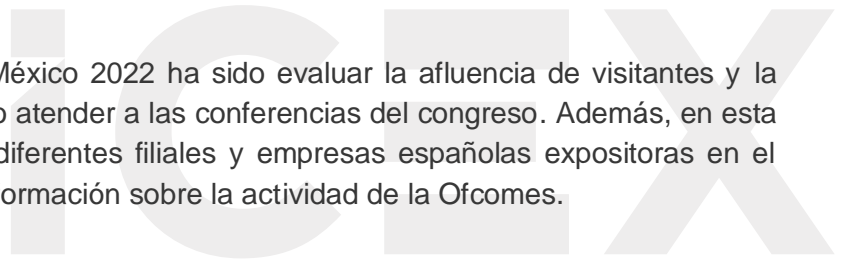 México 2022 ha sido evaluar la afluencia de visitantes y la
atender a las conferencias del congreso. Además, en esta
diferentes filiales y empresas españolas expositoras en el
ormación sobre la actividad de la Ofcomes.
iCEX